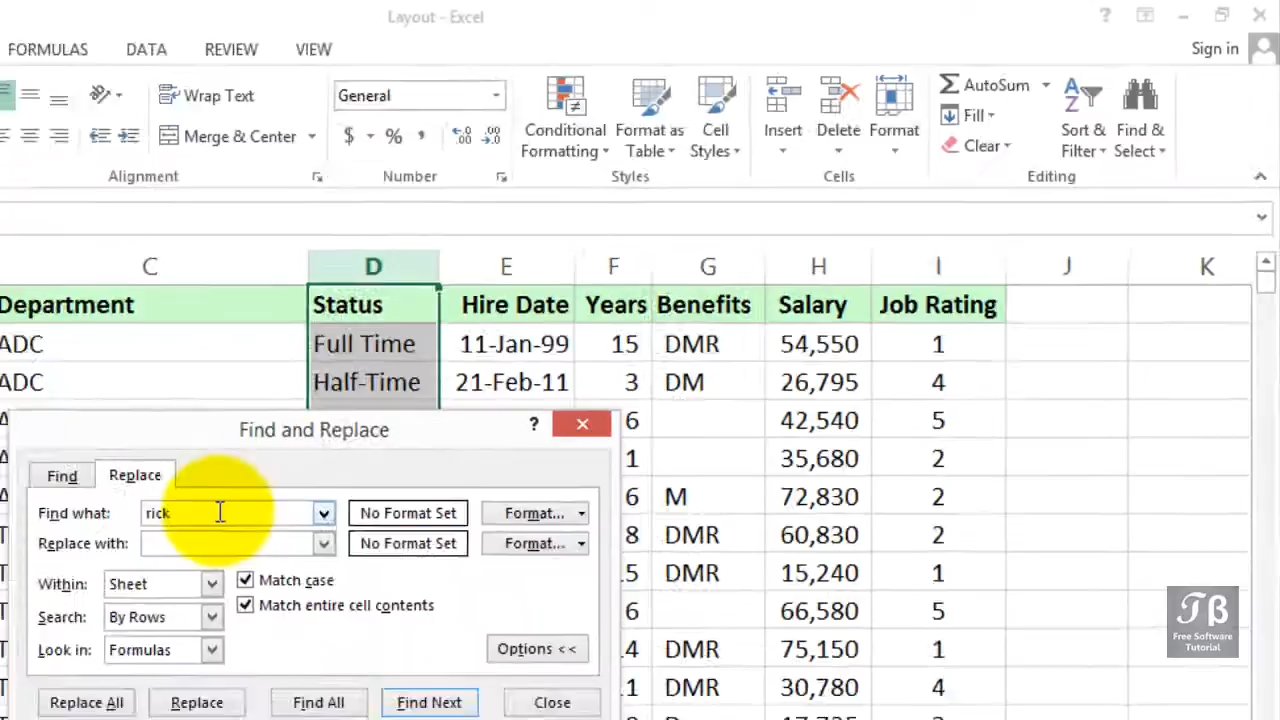 Layout - Excel
?
FORMULAS DATA REVIEW VIEW Sign in
Wrap Text General AutoSum
Merge & Center $ % , Fill
Conditional Formatting Format as Table Cell Styles Insert Delete Format Clear Sort & Filter Find & Select
Alignment Number Styles Cells Editing
C D E F G H I J K
Department Status Hire Date Years Benefits Salary Job Rating
ADC Full Time 11-Jan-99 15 DMR 54,550 1
ADC Half-Time 21-Feb-11 3 DM 26,795 4
6 42,540 5
Find and Replace ?
1 35,680 2
Find Replace
6 M 72,830 2
Find what: rick No Format Set Format...
8 DMR 60,830 2
Replace with: No Format Set Format...
5 DMR 15,240 1
Within: Sheet Match case
Match entire cell contents
6 66,580 5
Search: By Rows
Look in: Formulas Options <<
4 DMR 75,150 1
1 DMR 30,780 4
Replace All Replace Find All Find Next Close
TB
Free Software
Tutorial